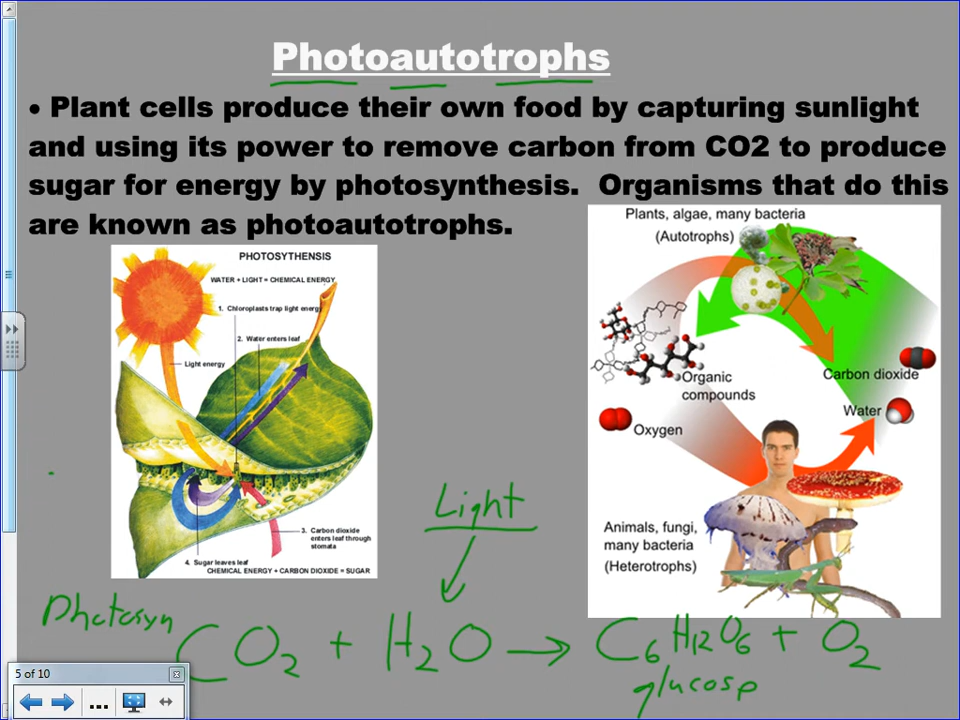 Photoautotrophs
• Plant cells produce their own food by capturing sunlight
and using its power to remove carbon from CO2 to produce
sugar for energy by photosynthesis. Organisms that do this
are known as photoautotrophs.
PHOTOSYTHENSIS
WATER + LIGHT = CHEMICAL ENERGY
1. Chloroplasts trap light energy
2. Water enters leaf
Light energy
3. Carbon dioxide
enters leaf through
stomata
4. Sugar leaves leaf
CHEMICAL ENERGY + CARBON DIOXIDE = SUGAR
Plants, algae, many bacteria
(Autotrophs)
Carbon dioxide
Organic
compounds
Water
Oxygen
Animals, fungi,
many bacteria
(Heterotrophs)
Light
Photosyn
CO2 + H2O → C6H12O6 + O2
glucose
5 of 10